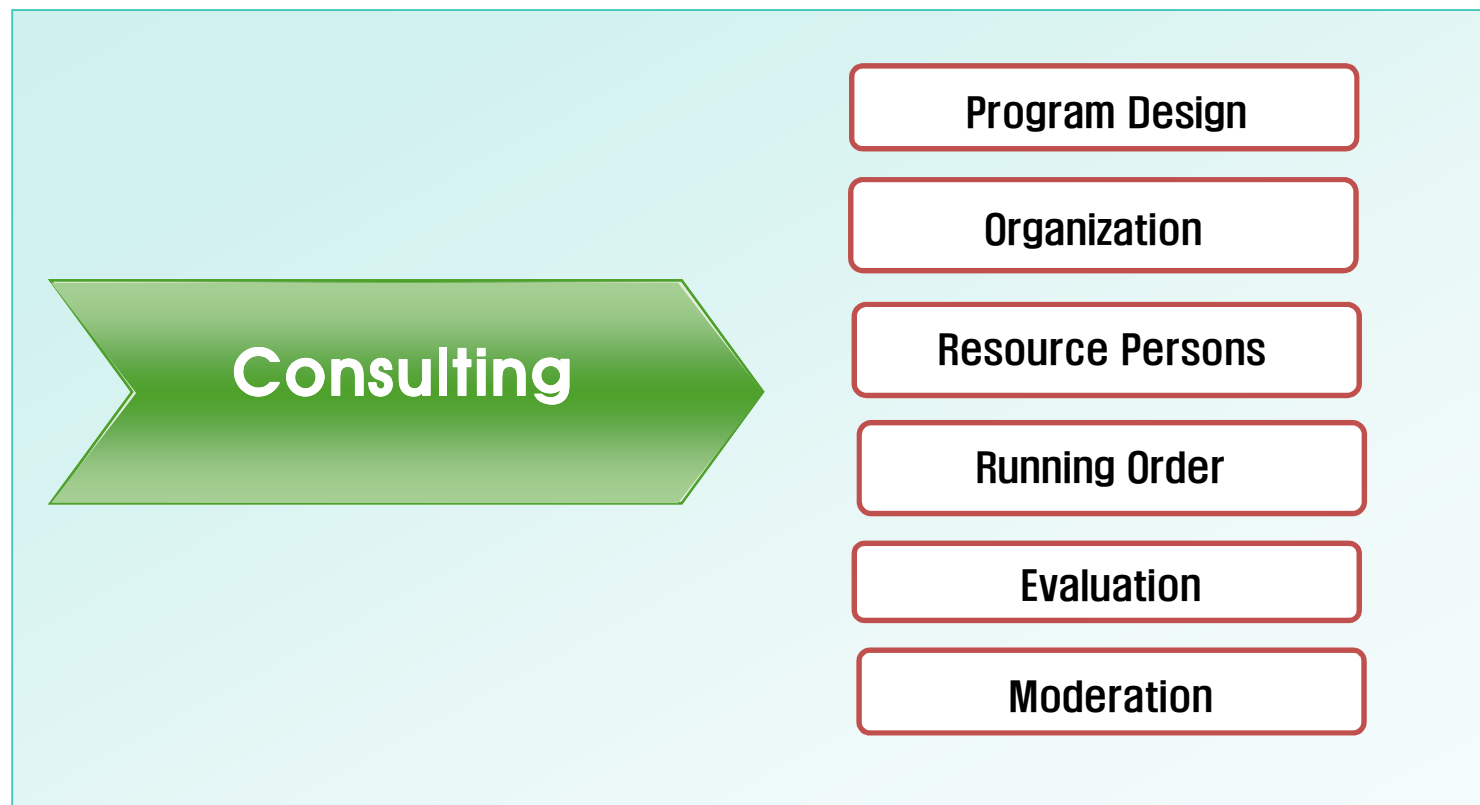 Consulting
Program Design
Organization
Resource Persons
Running Order
Evaluation
Moderation